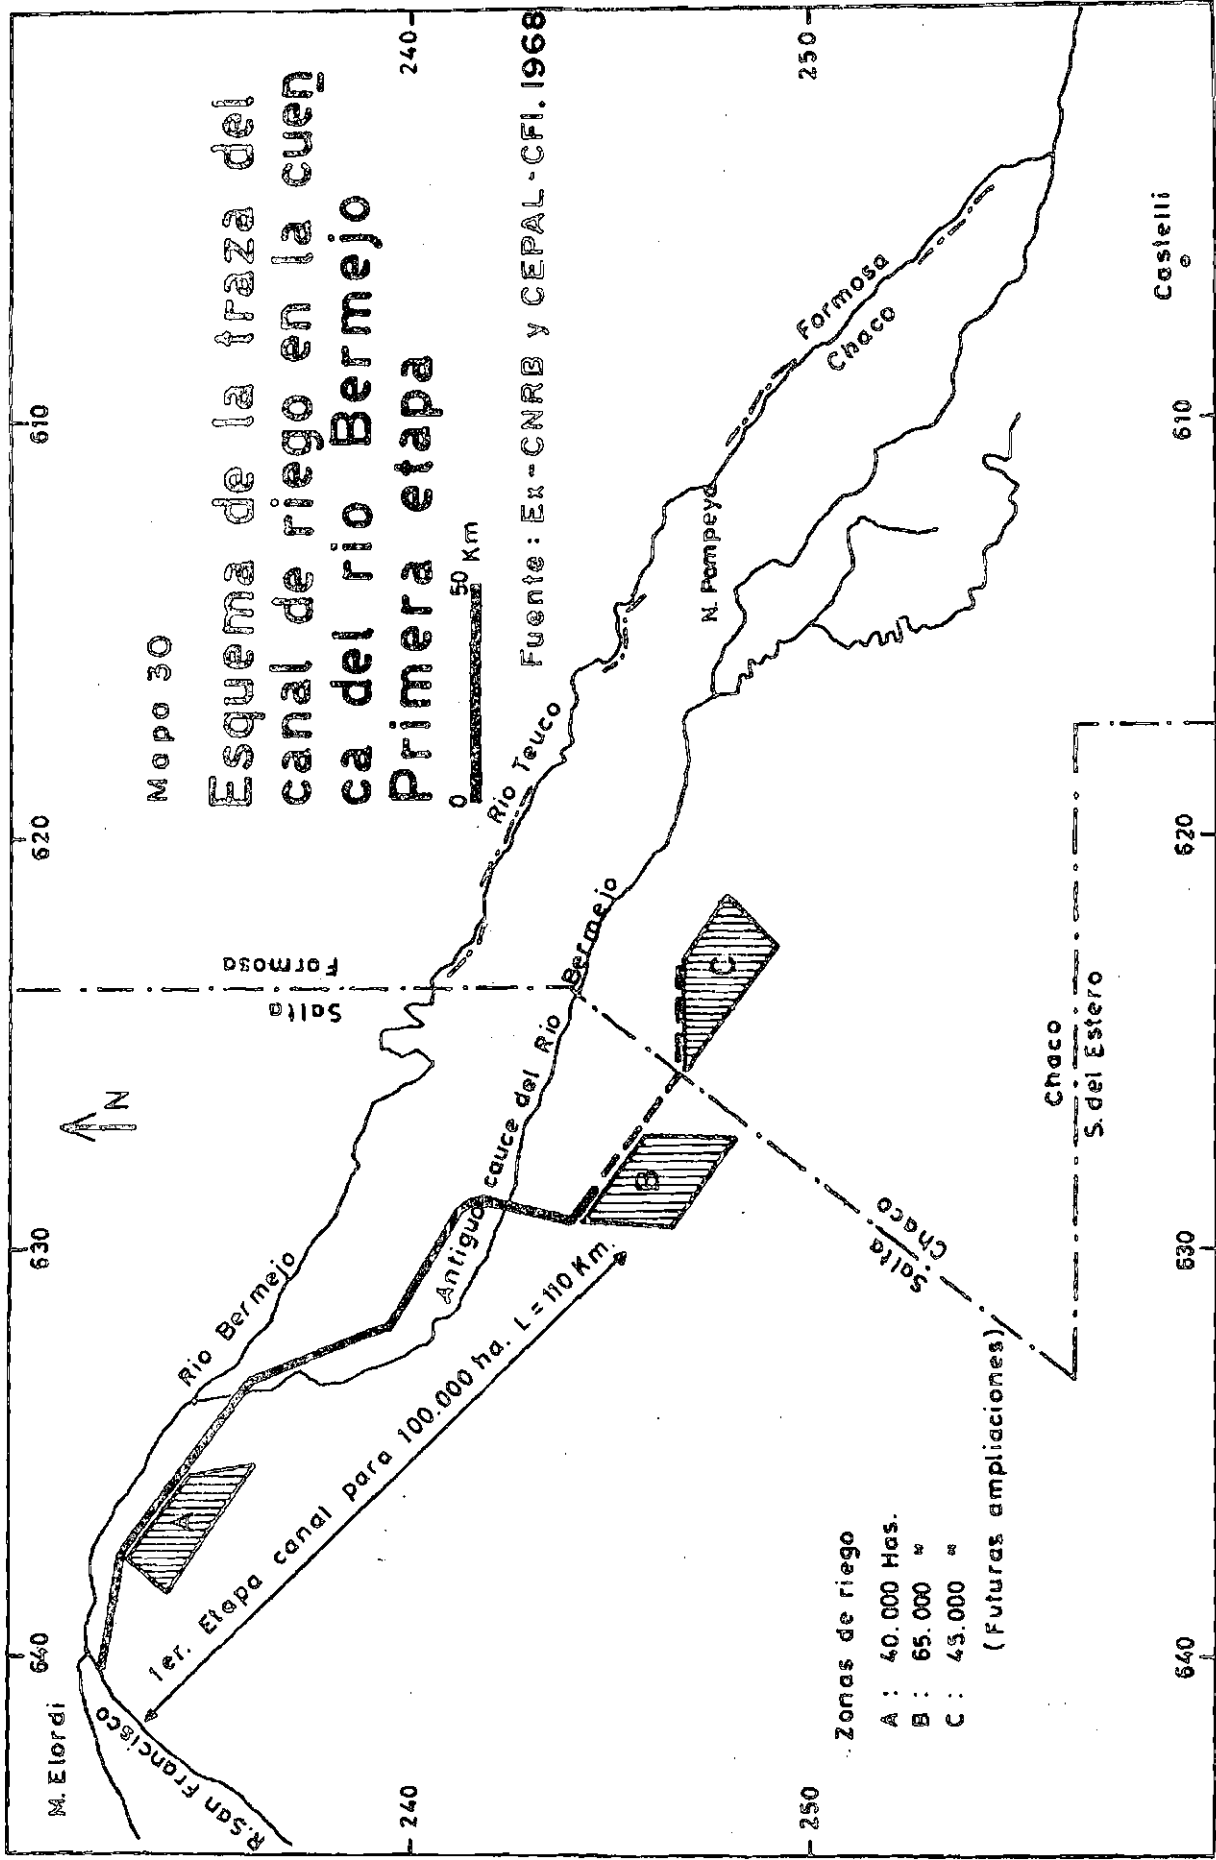 Mapa 30
Esquema de la traza del
canal de riego en la cuen
ca del rio Bermejo
Primera etapa
0 50 Km
Fuente: Ex-CNRB y CEPAL-CFI. 1968
640
630
620
610
M. Elordi
R. San Francisco
N
Rio Bermejo
Salta
Formosa
Rio Teuco
240
240
A
1er. Etapa canal para 100.000 ha. L = 110 Km.
Antiguo cauce del Rio Bermejo
B
C
N. Pompeya
Formosa
Chaco
Castelli
250
250
Salta
Chaco
Chaco
S. del Estero
Zonas de riego
A : 40.000 Has.
B : 65.000 "
C : 45.000 "
(Futuras ampliaciones)
640
630
620
610